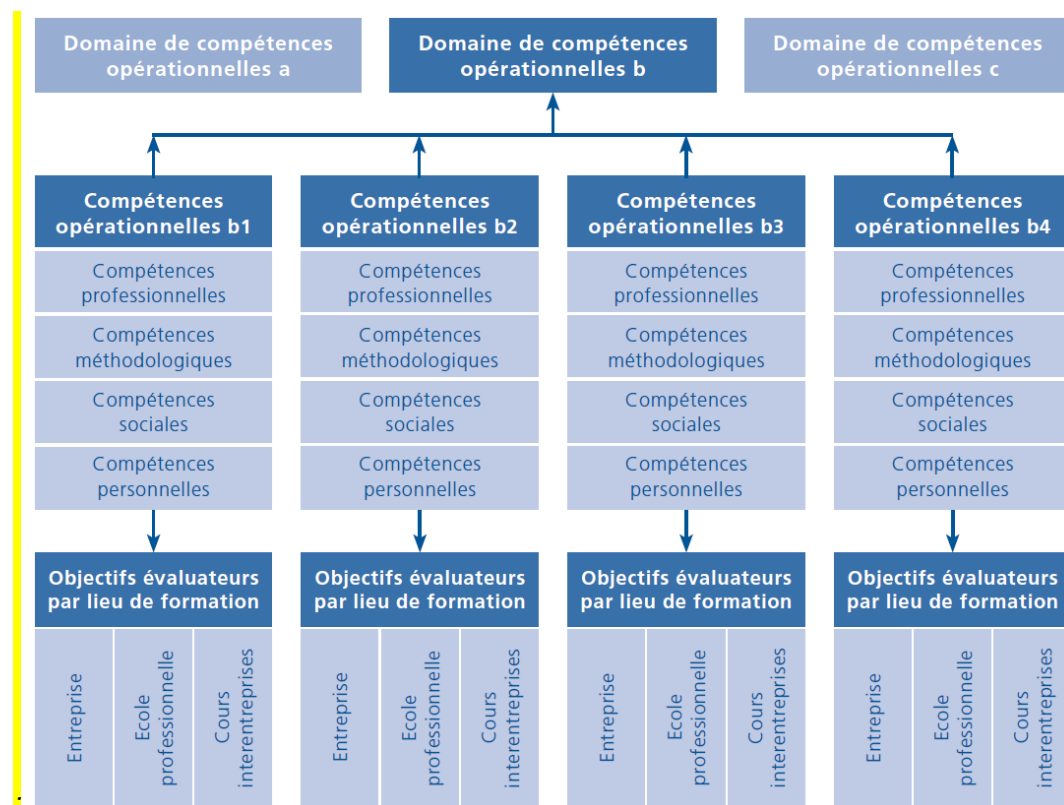 Domaine de compétences
opérationnelles a
Domaine de compétences
opérationnelles b
Domaine de compétences
opérationnelles c
Compétences
opérationnelles b1
Compétences
opérationnelles b2
Compétences
opérationnelles b3
Compétences
opérationnelles b4
Compétences
professionnelles
Compétences
professionnelles
Compétences
professionnelles
Compétences
professionnelles
Compétences
méthodologiques
Compétences
méthodologiques
Compétences
méthodologiques
Compétences
méthodologiques
Compétences
sociales
Compétences
sociales
Compétences
sociales
Compétences
sociales
Compétences
personnelles
Compétences
personnelles
Compétences
personnelles
Compétences
personnelles
Objectifs évaluateurs
par lieu de formation
Objectifs évaluateurs
par lieu de formation
Objectifs évaluateurs
par lieu de formation
Objectifs évaluateurs
par lieu de formation
Entreprise
Ecole
professionnelle
Cours
interentreprises
Entreprise
Ecole
professionnelle
Cours
interentreprises
Entreprise
Ecole
professionnelle
Cours
interentreprises
Entreprise
Ecole
professionnelle
Cours
interentreprises